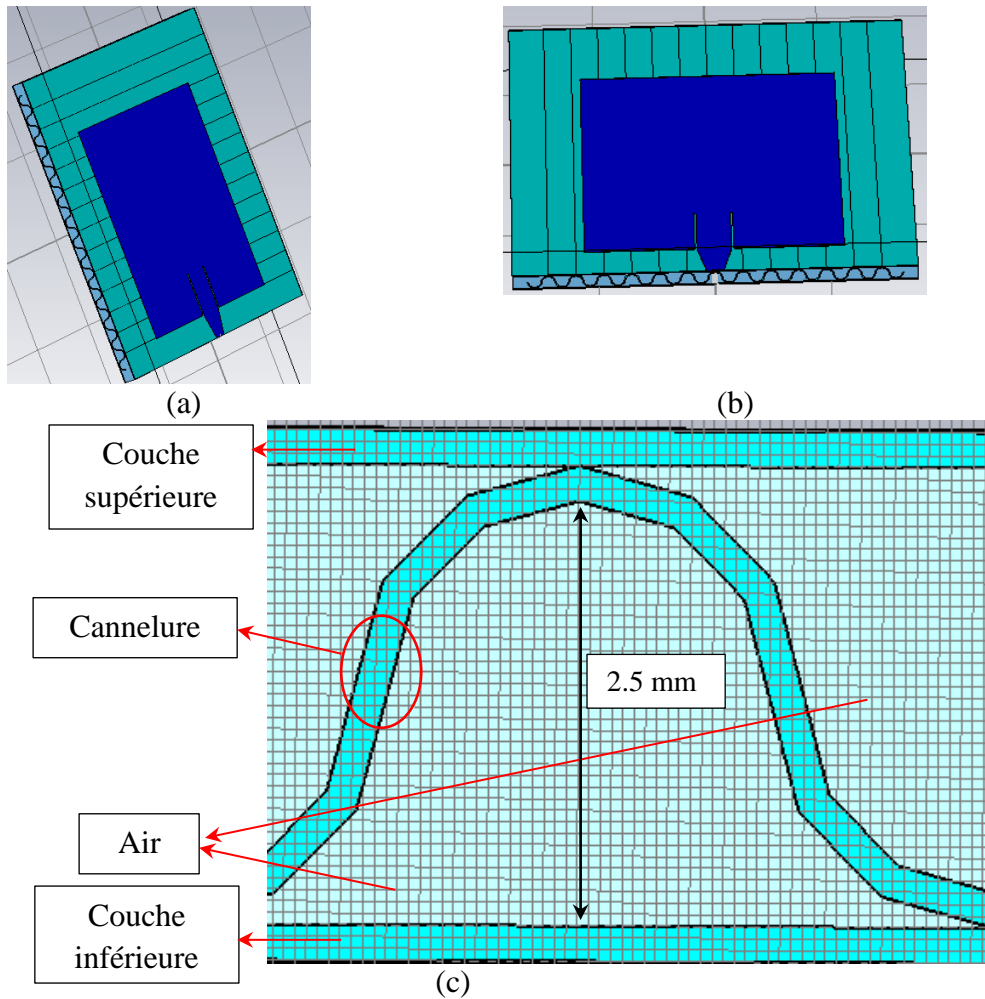 (a)
(b)
Couche
supérieure
Cannelure
2.5 mm
Air
Couche
inférieure
(c)